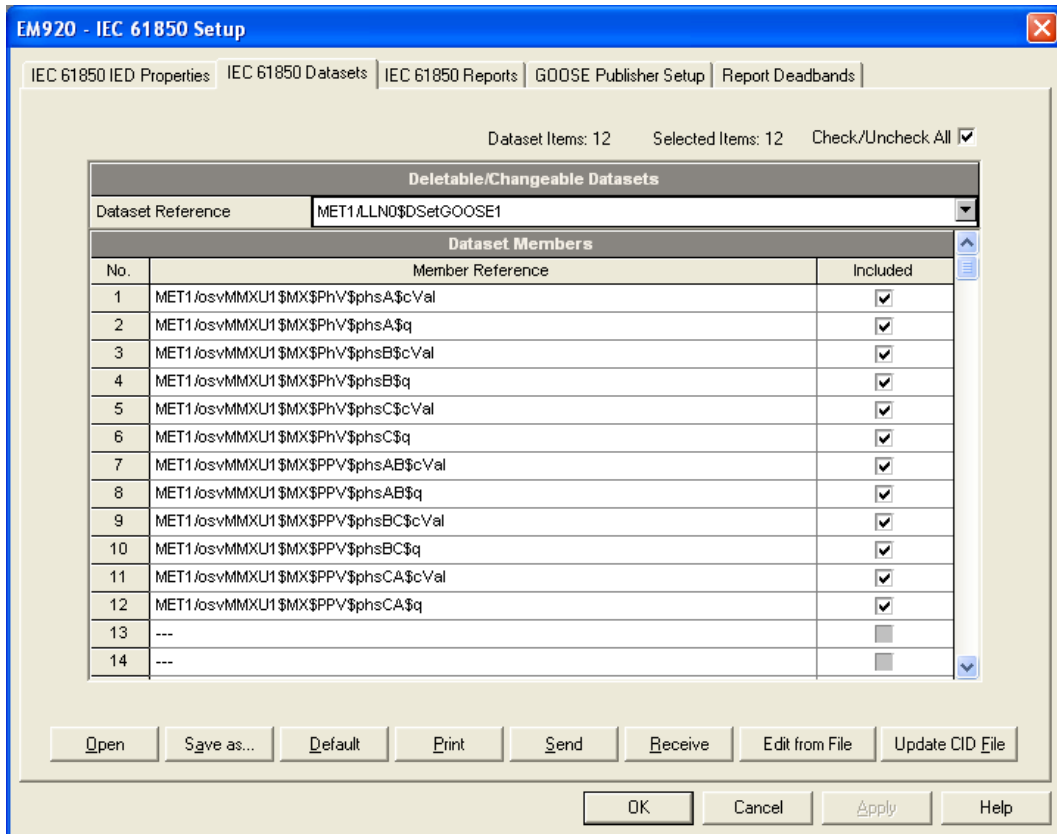 EM920 - IEC 61850 Setup
IEC 61850 IED Properties IEC 61850 Datasets IEC 61850 Reports GOOSE Publisher Setup Report Deadbands
Dataset Items: 12 Selected Items: 12 Check/Uncheck All
Deletable/Changeable Datasets
Dataset Reference MET1/LLN0$DSetGOOSE1
Dataset Members
No. Member Reference Included
1 MET1/osvMMXU1$MX$PhV$phsA$cVal
2 MET1/osvMMXU1$MX$PhV$phsA$q
3 MET1/osvMMXU1$MX$PhV$phsB$cVal
4 MET1/osvMMXU1$MX$PhV$phsB$q
5 MET1/osvMMXU1$MX$PhV$phsC$cVal
6 MET1/osvMMXU1$MX$PhV$phsC$q
7 MET1/osvMMXU1$MX$PPV$phsAB$cVal
8 MET1/osvMMXU1$MX$PPV$phsAB$q
9 MET1/osvMMXU1$MX$PPV$phsBC$cVal
10 MET1/osvMMXU1$MX$PPV$phsBC$q
11 MET1/osvMMXU1$MX$PPV$phsCA$cVal
12 MET1/osvMMXU1$MX$PPV$phsCA$q
13 ---
14 ---
Open Save as... Default Print Send Receive Edit from File Update CID File
OK Cancel Apply Help